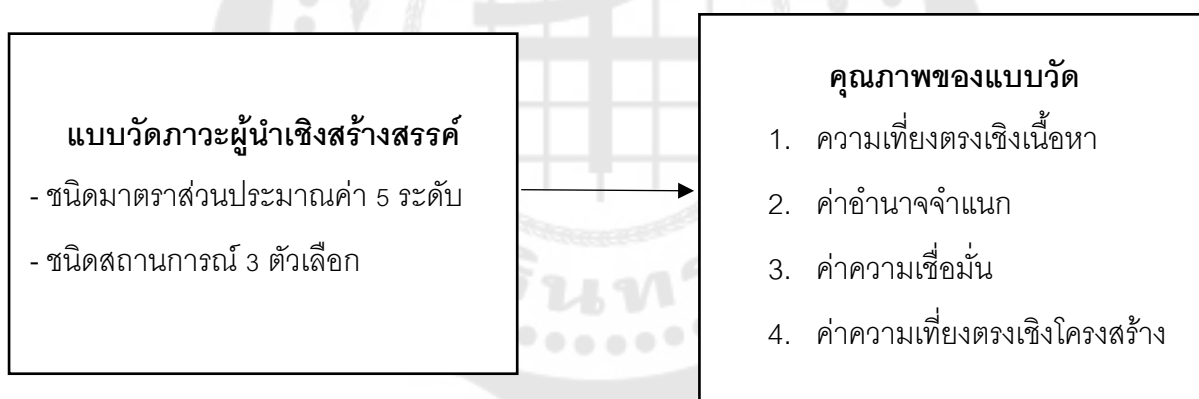 แบบวัดภาวะผู้นำเชิงสร้างสรรค์
- ชนิดมาตราส่วนประมาณค่า 5 ระดับ
- ชนิดสถานการณ์ 3 ตัวเลือก
คุณภาพของแบบวัด
1. ความเที่ยงตรงเชิงเนื้อหา
2. ค่าอำนาจจำแนก
3. ค่าความเชื่อมั่น
4. ค่าความเที่ยงตรงเชิงโครงสร้าง